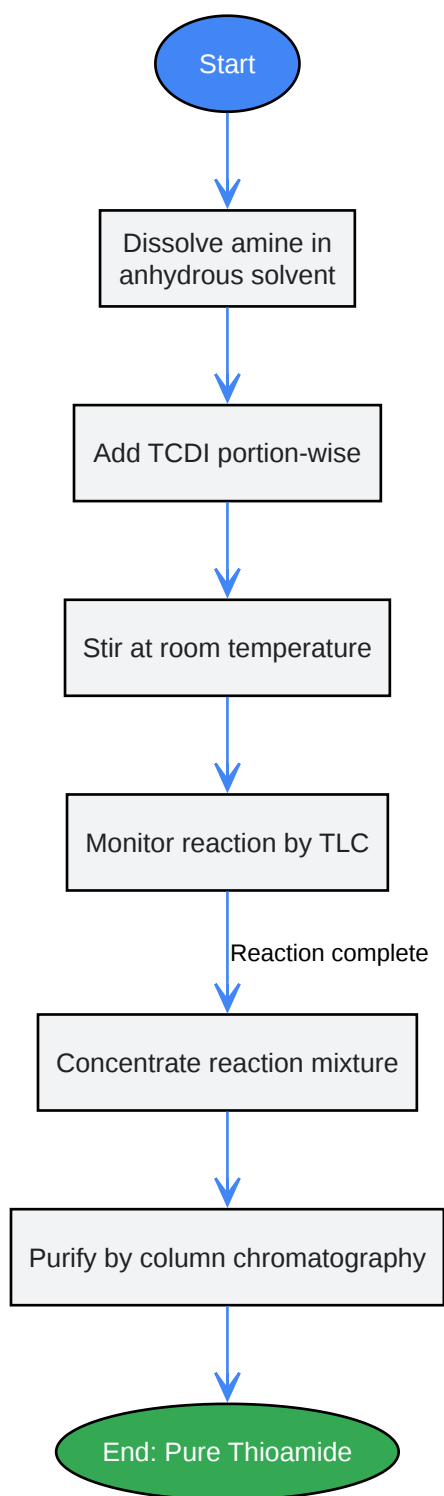 Start
Dissolve amine in
anhydrous solvent
Add TCDI portion-wise
Stir at room temperature
Monitor reaction by TLC
Reaction complete
Concentrate reaction mixture
Purify by column chromatography
End: Pure Thioamide